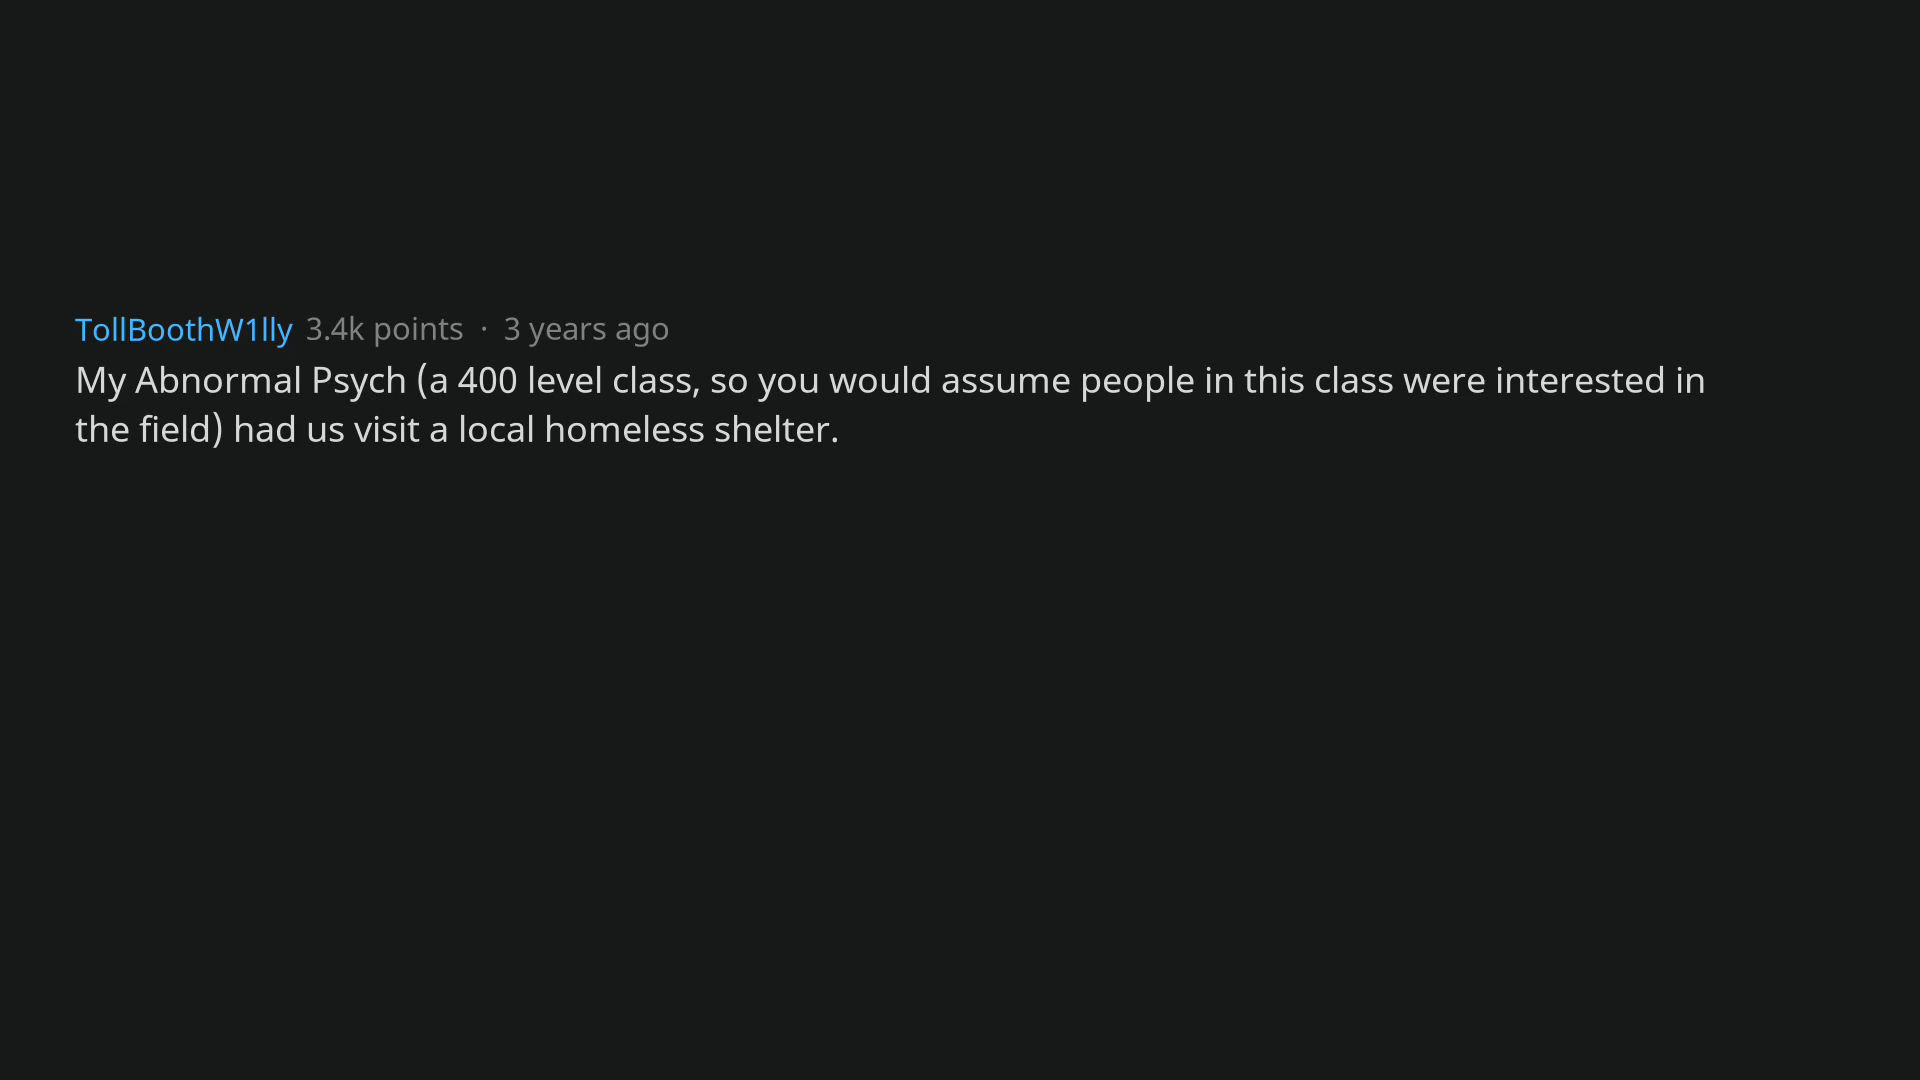 TollBoothW1lly 3.4k points · 3 years ago
My Abnormal Psych (a 400 level class, so you would assume people in this class were interested in
the field) had us visit a local homeless shelter.